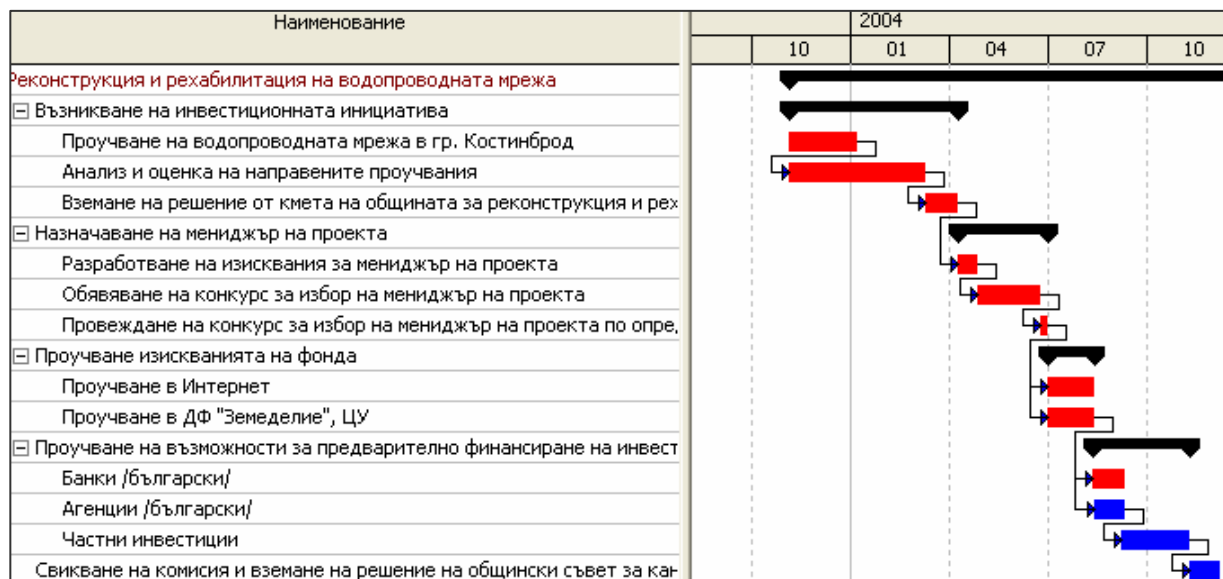 Наименование
2004
10 01 04 07 10
Реконструкция и рехабилитация на водопроводната мрежа
Възникване на инвестиционната инициатива
Проучване на водопроводната мрежа в гр. Костинброд
Анализ и оценка на направените проучвания
Вземане на решение от кмета на общината за реконструкция и рех
Назначаване на мениджър на проекта
Разработване на изисквания за мениджър на проекта
Обявяване на конкурс за избор на мениджър на проекта
Провеждане на конкурс за избор на мениджър на проекта по опре,
Проучване изискванията на фонда
Проучване в Интернет
Проучване в ДФ "Земеделие", ЦУ
Проучване на възможности за предварително финансиране на инвест
Банки /български/
Агенции /български/
Частни инвестиции
Свикване на комисия и вземане на решение на общински съвет за кан